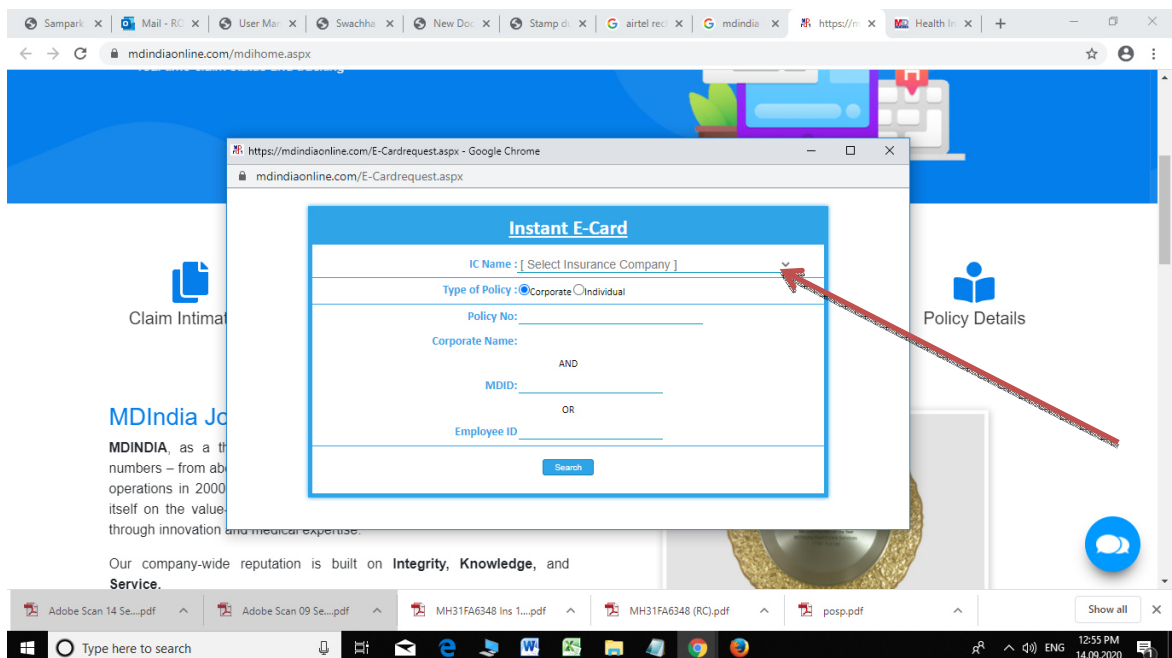 Sampark
Mail - RO
User Man
Swachha
New Doc
Stamp du
airtel rech
mdindia
https://m
Health In
mdindiaonline.com/mdihome.aspx
https://mdindiaonline.com/E-Cardrequest.aspx - Google Chrome
mdindiaonline.com/E-Cardrequest.aspx
Instant E-Card
IC Name : [ Select Insurance Company ]
Type of Policy : Corporate Individual
Policy No:
Corporate Name:
AND
MDID:
OR
Employee ID
Search
Claim Intimat
Policy Details
MDIndia Jo
MDINDIA, as a th
numbers – from abo
operations in 2000
itself on the value-
through innovation and medical expertise.
Our company-wide reputation is built on Integrity, Knowledge, and
Service.
Adobe Scan 14 Se....pdf
Adobe Scan 09 Se....pdf
MH31FA6348 Ins 1....pdf
MH31FA6348 (RC).pdf
posp.pdf
Show all
Type here to search
ENG
12:55 PM
14.09.2020